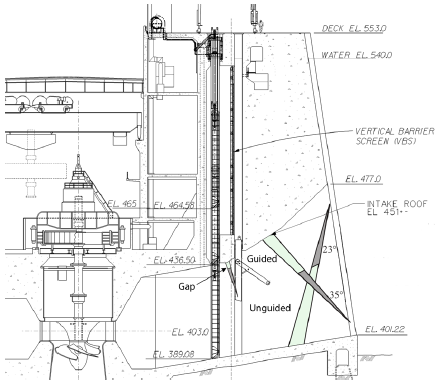 DECK EL. 553.0
WATER EL. 540.0
VERTICAL BARRIER
SCREEN (VBS)
EL. 477.0
EL. 465
EL. 464.58
INTAKE ROOF
EL 451+-
23°
Guided
EL. 436.50
Gap
35°
Unguided
EL. 403.0
EL. 401.22
EL. 389.08